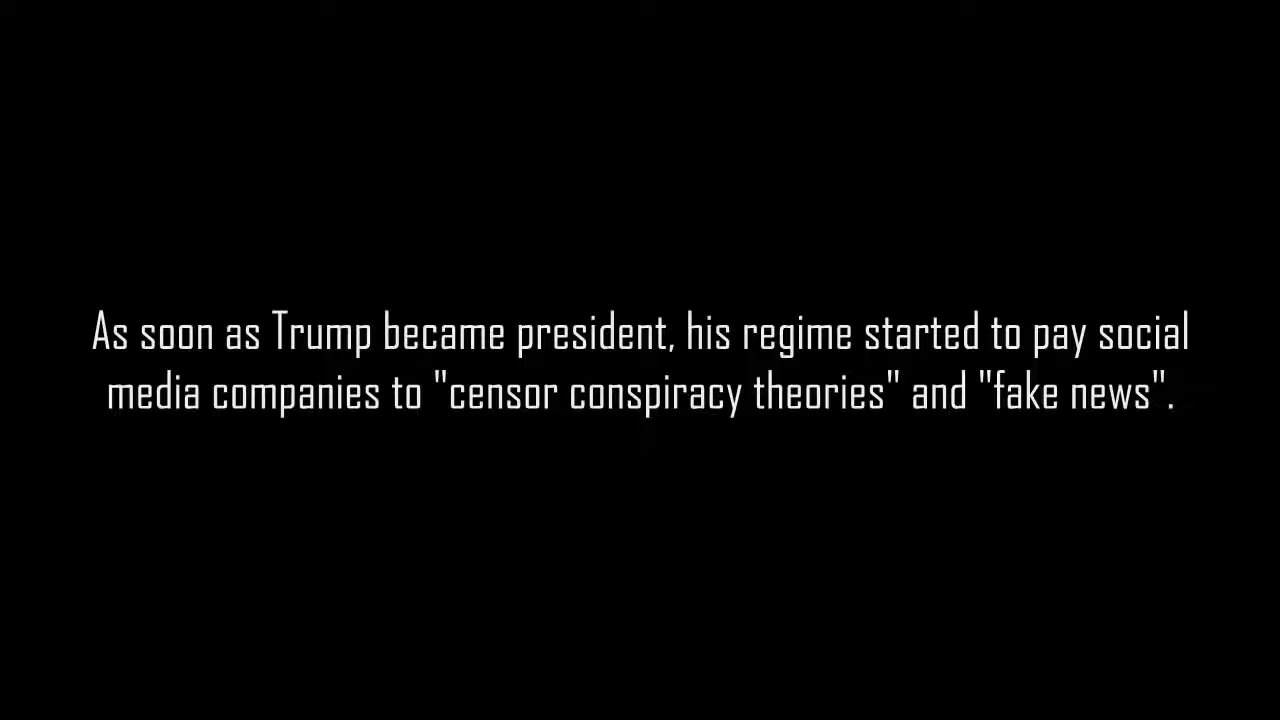 As soon as Trump became president, his regime started to pay social
media companies to "censor conspiracy theories" and "fake news".